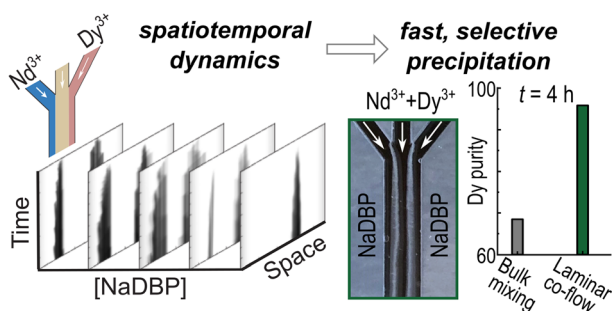 spatiotemporal
dynamics
fast, selective
precipitation
Nd³⁺
Dy³⁺
Time
[NaDBP]
Space
Nd³⁺+Dy³⁺
NaDBP
NaDBP
t = 4 h
100
Dy purity
60
Bulk
mixing
Laminar
co-flow